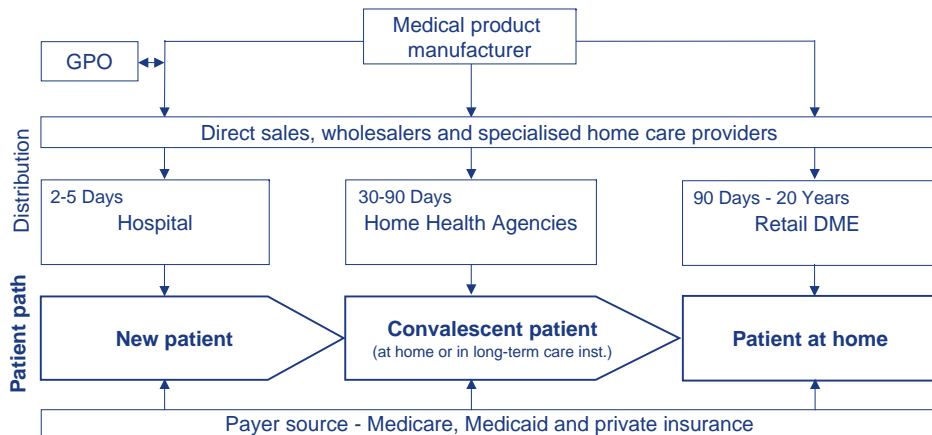 Medical product
manufacturer
GPO
Distribution
Direct sales, wholesalers and specialised home care providers
2-5 Days
Hospital
30-90 Days
Home Health Agencies
90 Days - 20 Years
Retail DME
Patient path
New patient
Convalescent patient
(at home or in long-term care inst.)
Patient at home
Payer source - Medicare, Medicaid and private insurance